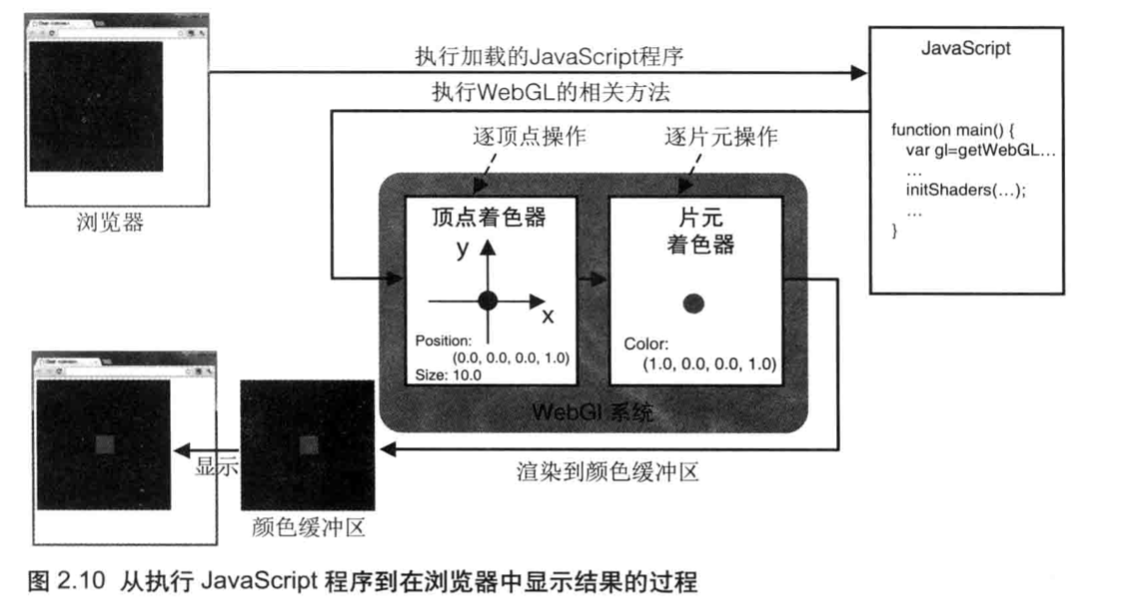 执行加载的JavaScript程序
执行WebGL的相关方法
JavaScript
function main() {
var gl=getWebGL…
…
initShaders(…);
…
}
浏览器
逐顶点操作
逐片元操作
顶点着色器
y
x
Position:
(0.0, 0.0, 0.0, 1.0)
Size: 10.0
片元
着色器
Color:
(1.0, 0.0, 0.0, 1.0)
WebGl 系统
显示
颜色缓冲区
渲染到颜色缓冲区
图 2.10 从执行 JavaScript 程序到在浏览器中显示结果的过程